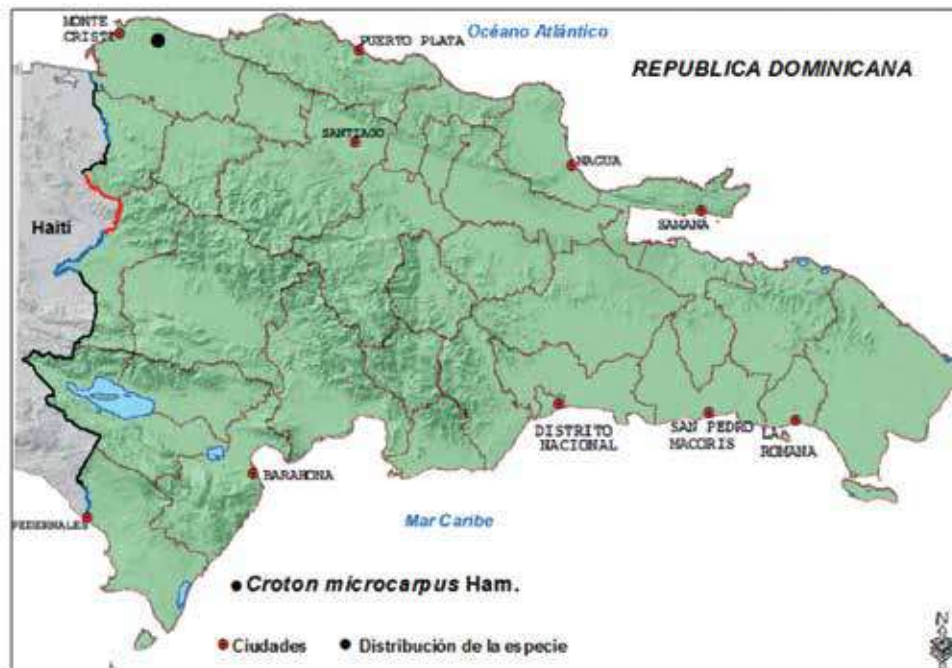 MONTE
CRISTI
PUERTO PLATA
Océano Atlántico
REPUBLICA DOMINICANA
SANTIAGO
NAGUA
SAMANA
Haití
DISTRITO
NACIONAL
SAN PEDRO
MACORIS
LA
ROMANA
BARAHONA
PEDERNALES
Mar Caribe
Croton microcarpus Ham.
Ciudades
Distribución de la especie
N